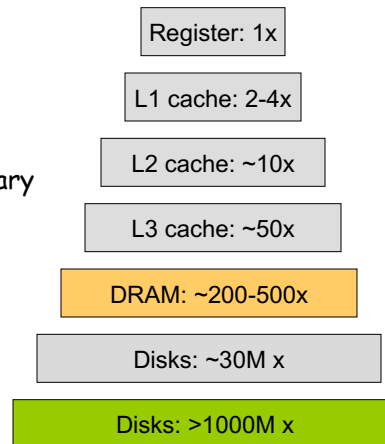 Register: 1x
L1 cache: 2-4x
L2 cache: ~10x
ary
L3 cache: ~50x
DRAM: ~200-500x
Disks: ~30M x
Disks: >1000M x